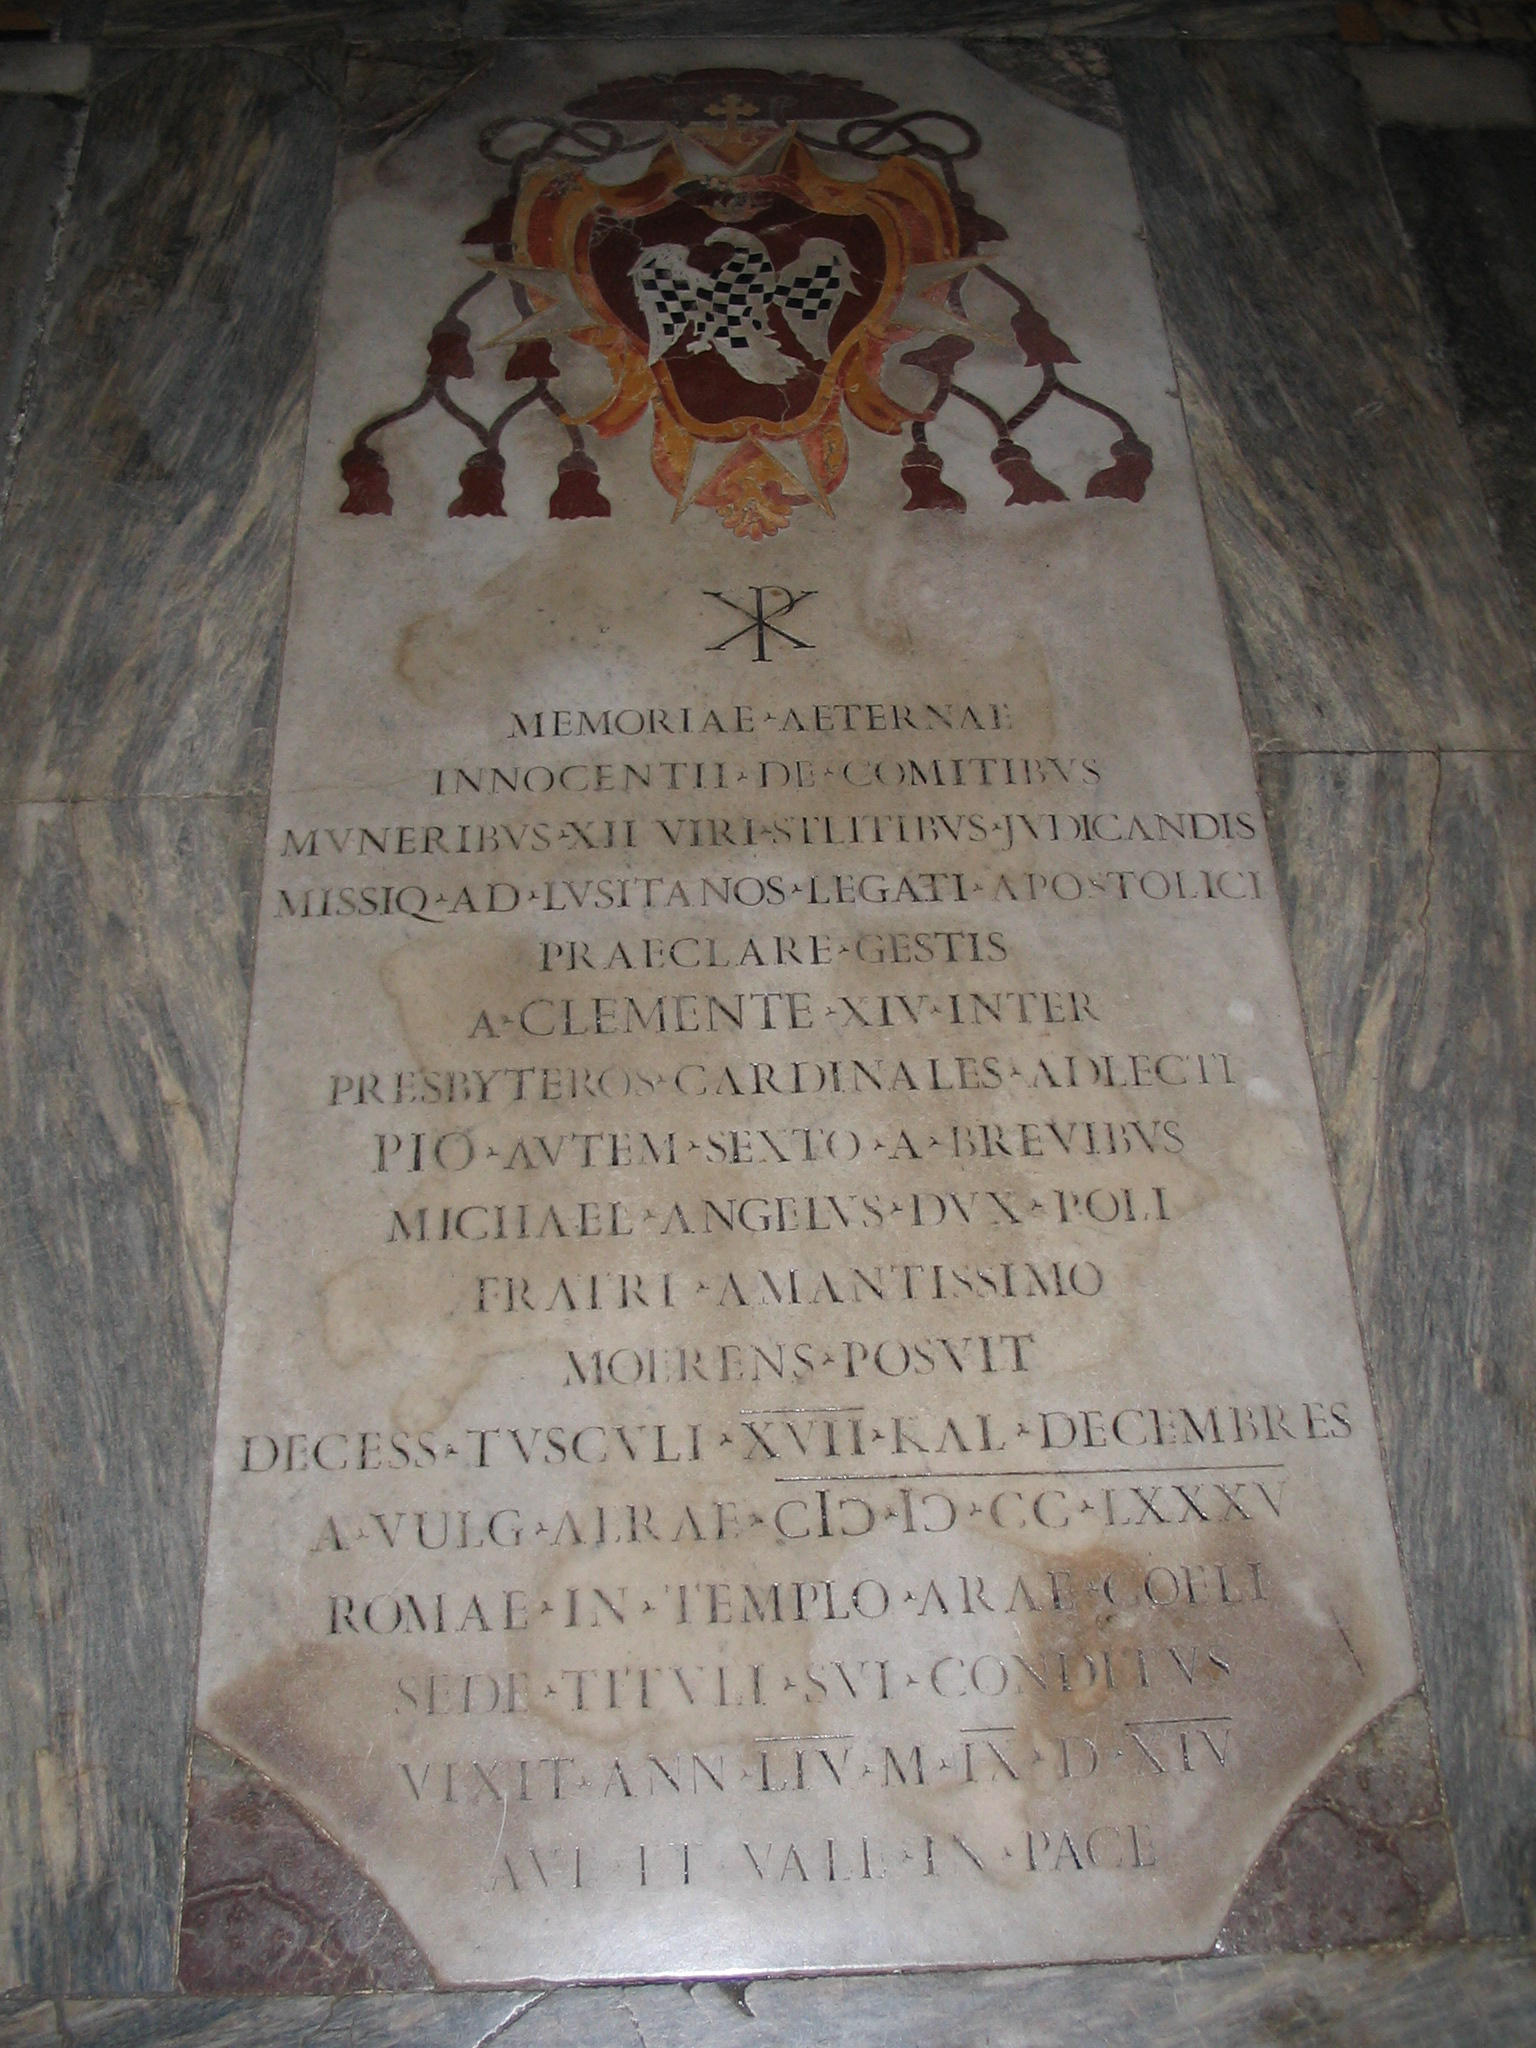 MEMORIAE AETERNAE
INNOCENTII DE COMITIBVS
MVNERIBVS XII VIRI STLITIBVS JVDICANDIS
MISSIQ AD LVSITANOS LEGATI APOSTOLICI
PRAECLARE GESTIS
A CLEMENTE XIV INTER
PRESBYTEROS CARDINALES ADLECTI
PIO AVTEM SEXTO A BREVIBVS
MICHAEL ANGELVS DVX POLI
FRATRI AMANTISSIMO
MOERENS POSVIT
DECESS TVSCVLI XVII KAL DECEMBRES
A VULG AERAE CIↃ IↃ CC LXXXV
ROMAE IN TEMPLO ARAE COELI
SEDE TITVLI SVI CONDITVS
VIXIT ANN LIV M IX D XIV
AVE ET VALE IN PACE